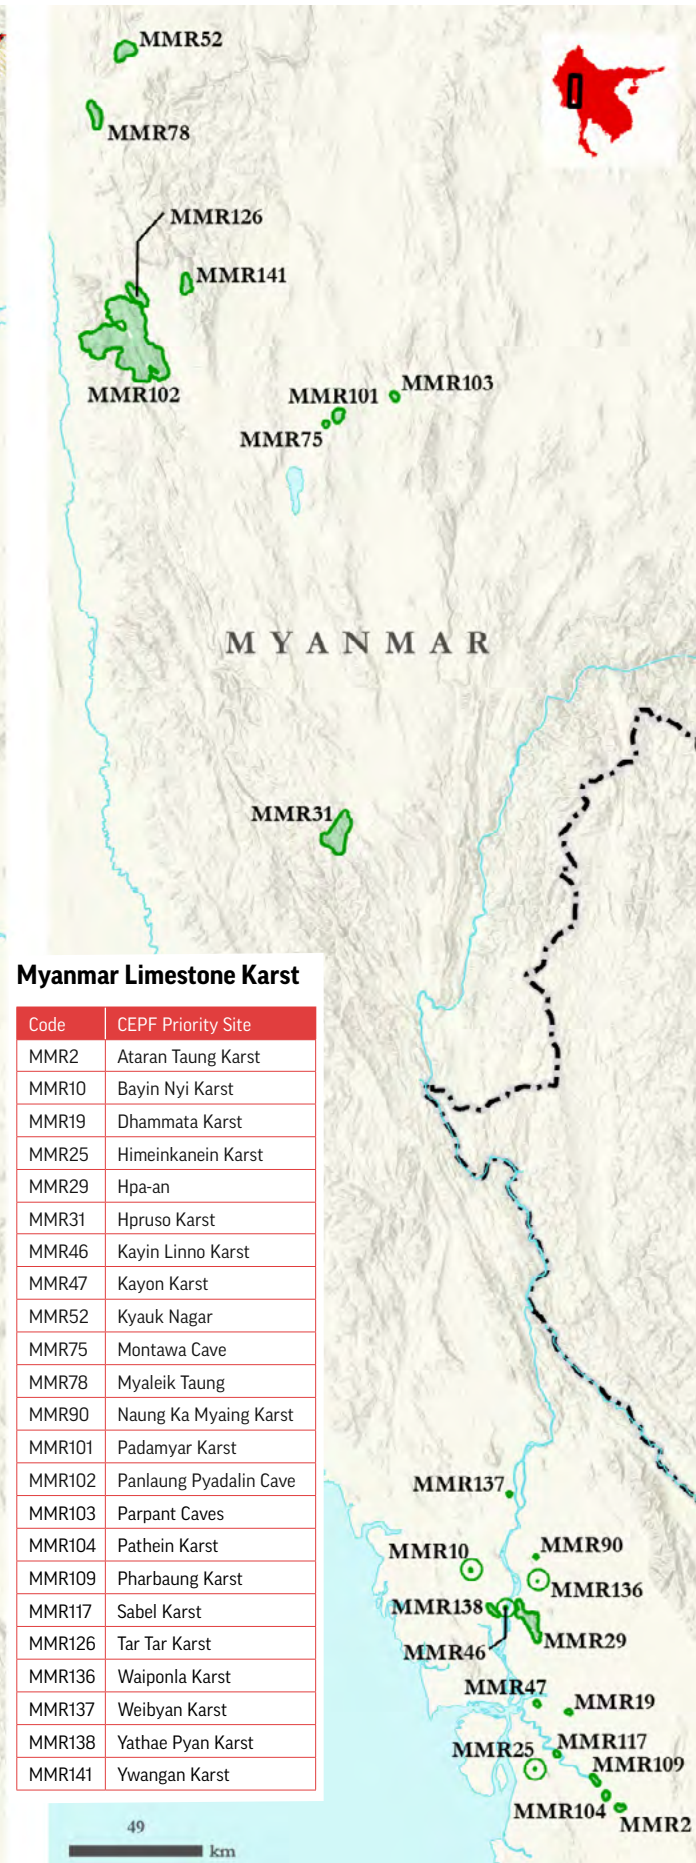 MMR52
MMR78
MMR126
MMR141
MMR102
MMR103
MMR101
MMR75
MYANMAR
MMR31
Myanmar Limestone Karst
Code CEPF Priority Site
MMR2 Ataran Taung Karst
MMR10 Bayin Nyi Karst
MMR19 Dhammata Karst
MMR25 Himeinkanein Karst
MMR29 Hpa-an
MMR31 Hpruso Karst
MMR46 Kayin Linno Karst
MMR47 Kayon Karst
MMR52 Kyauk Nagar
MMR75 Montawa Cave
MMR78 Myaleik Taung
MMR90 Naung Ka Myaing Karst
MMR101 Padamyar Karst
MMR102 Panlaung Pyadalin Cave
MMR103 Parpant Caves
MMR104 Pathein Karst
MMR109 Pharbaung Karst
MMR117 Sabel Karst
MMR126 Tar Tar Karst
MMR136 Waiponla Karst
MMR137 Weibyan Karst
MMR138 Yathae Pyan Karst
MMR141 Ywangan Karst
MMR137
MMR10
MMR90
MMR136
MMR138
MMR29
MMR46
MMR47
MMR19
MMR25
MMR117
MMR109
MMR104
MMR2
49
km